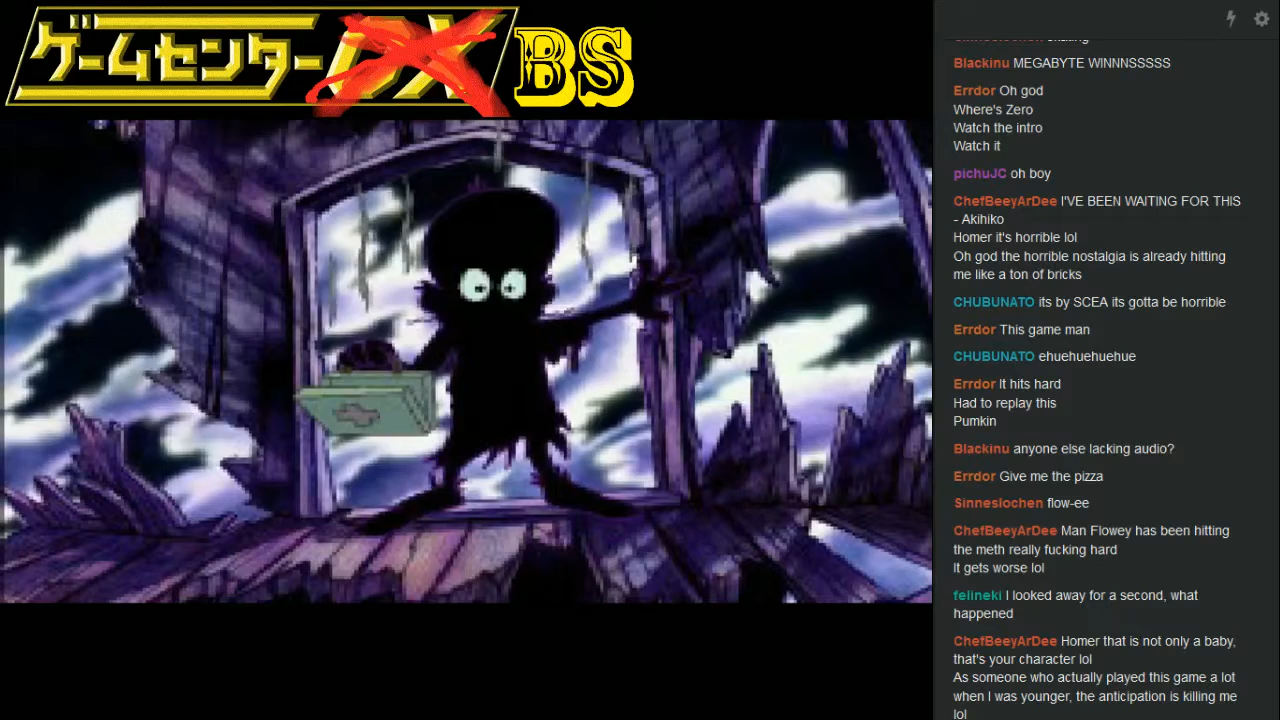 ゲームセンターDX BS
Blackinu MEGABYTE WINNNSSSSS
Errdor Oh god
Where's Zero
Watch the intro
Watch it
pichuJC oh boy
ChefBeeyArDee I'VE BEEN WAITING FOR THIS
- Akihiko
Homer it's horrible lol
Oh god the horrible nostalgia is already hitting
me like a ton of bricks
CHUBUNATO its by SCEA its gotta be horrible
Errdor This game man
CHUBUNATO ehuehuehuehue
Errdor It hits hard
Had to replay this
Pumkin
Blackinu anyone else lacking audio?
Errdor Give me the pizza
Sinneslochen flow-ee
ChefBeeyArDee Man Flowey has been hitting
the meth really fucking hard
It gets worse lol
felineki I looked away for a second, what
happened
ChefBeeyArDee Homer that is not only a baby,
that's your character lol
As someone who actually played this game a lot
when I was younger, the anticipation is killing me
lol